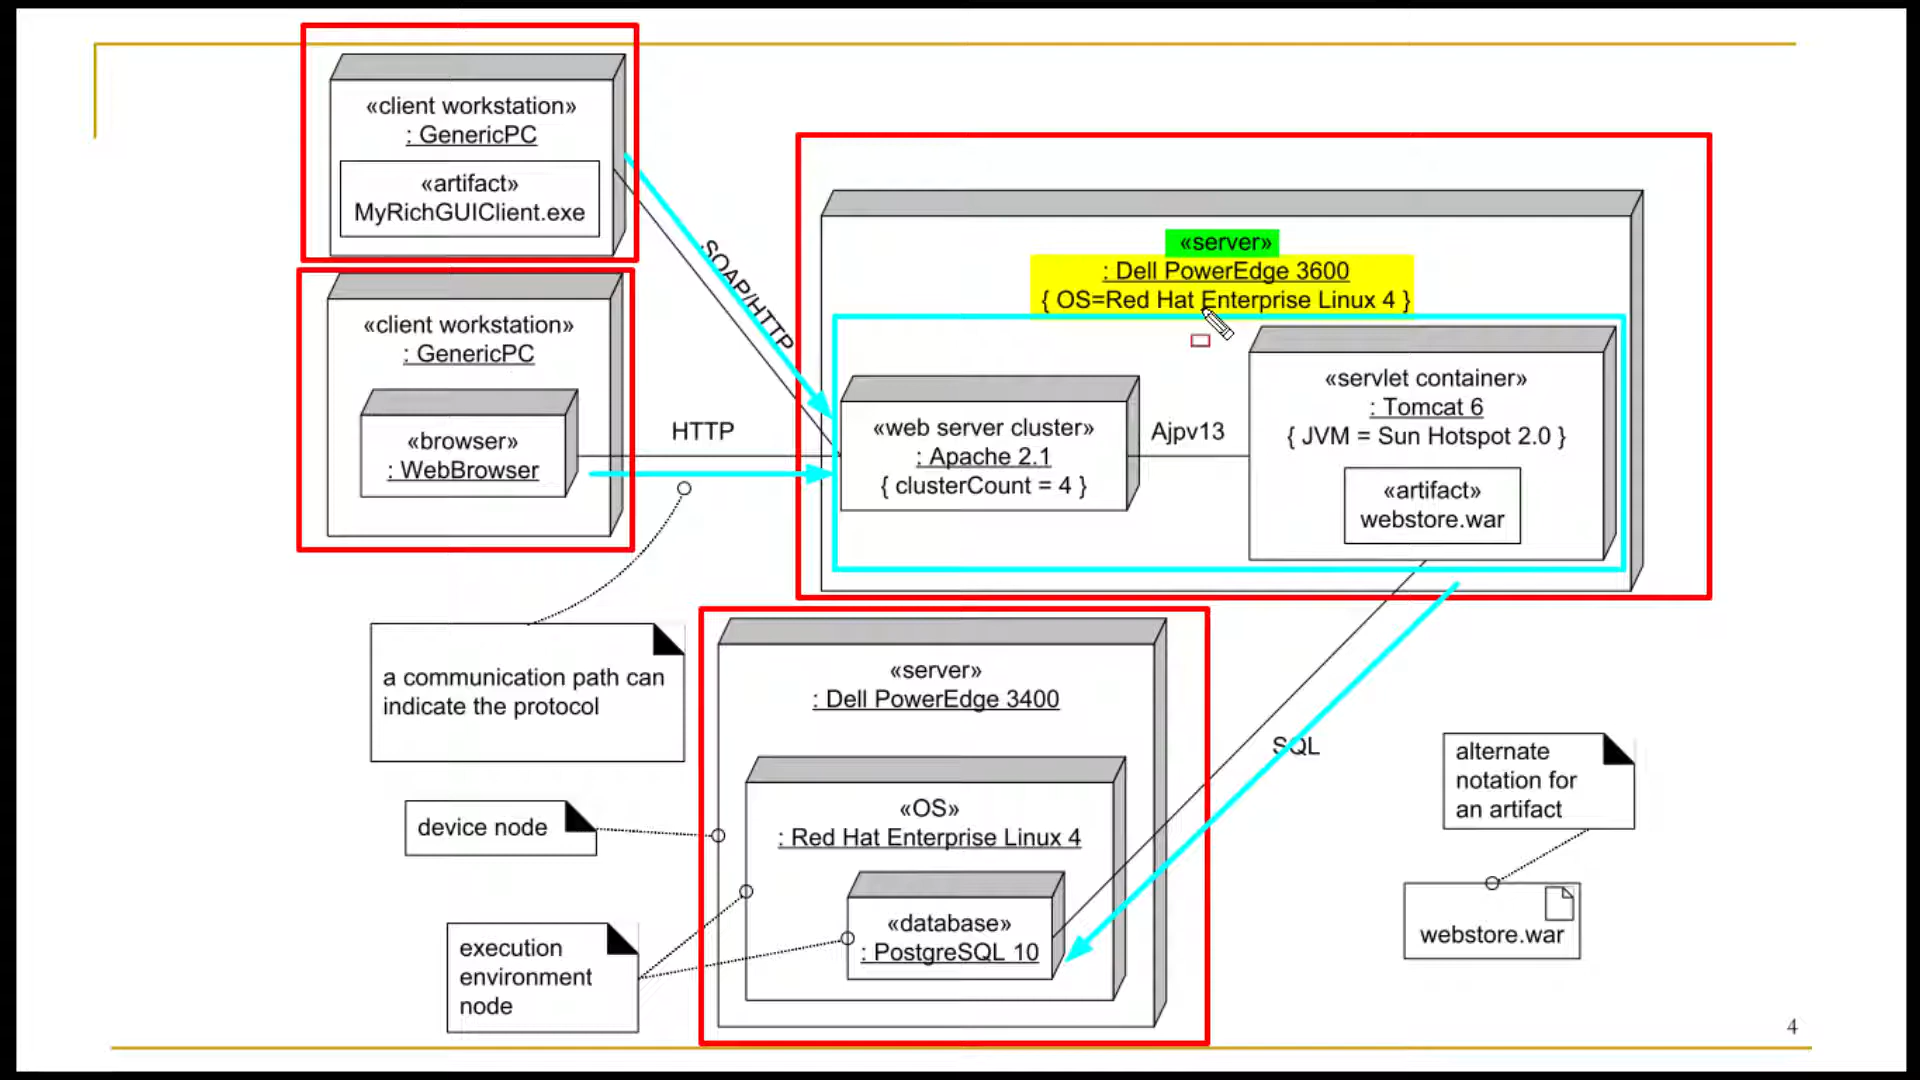 «client workstation»
: GenericPC
«artifact»
MyRichGUIClient.exe
«client workstation»
: GenericPC
«browser»
: WebBrowser
SOAP/HTTP
HTTP
«server»
: Dell PowerEdge 3600
{ OS=Red Hat Enterprise Linux 4 }
«web server cluster»
: Apache 2.1
{ clusterCount = 4 }
Ajpv13
«servlet container»
: Tomcat 6
{ JVM = Sun Hotspot 2.0 }
«artifact»
webstore.war
a communication path can
indicate the protocol
«server»
: Dell PowerEdge 3400
«OS»
: Red Hat Enterprise Linux 4
«database»
: PostgreSQL 10
SQL
device node
execution
environment
node
alternate
notation for
an artifact
webstore.war
4